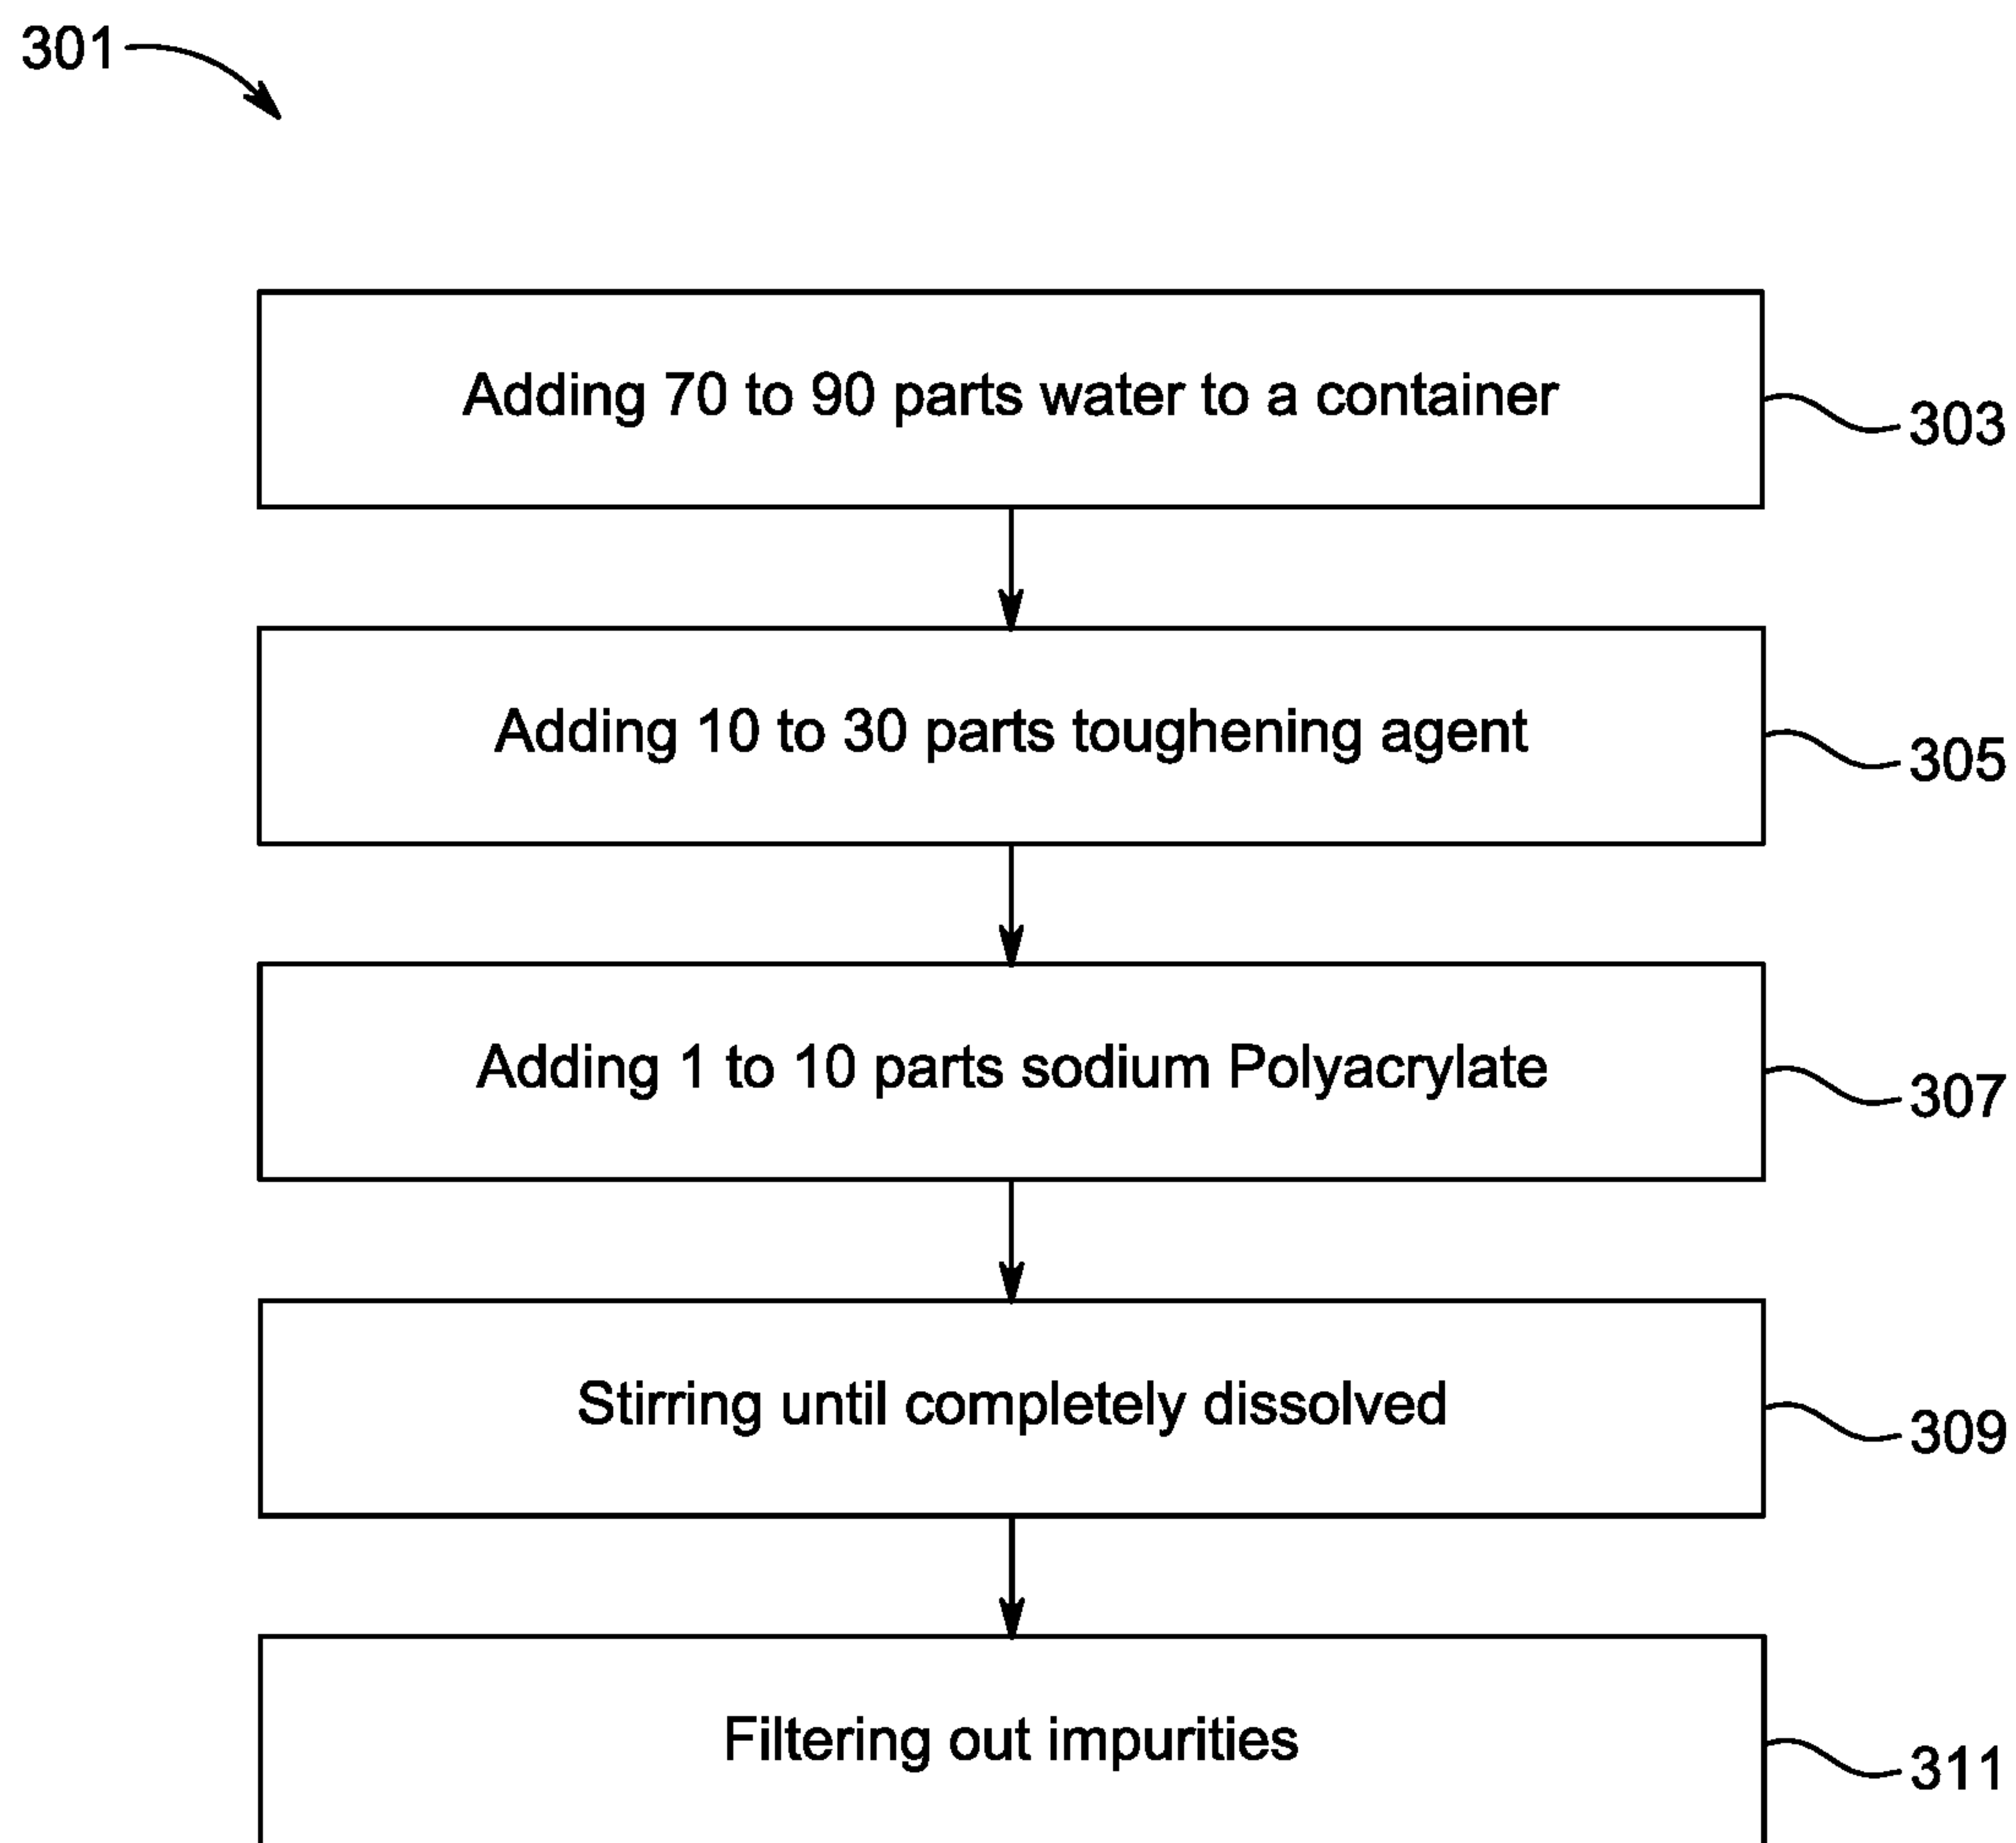 301
Adding 70 to 90 parts water to a container
303
Adding 10 to 30 parts toughening agent
305
Adding 1 to 10 parts sodium Polyacrylate
307
Stirring until completely dissolved
309
Filtering out impurities
311